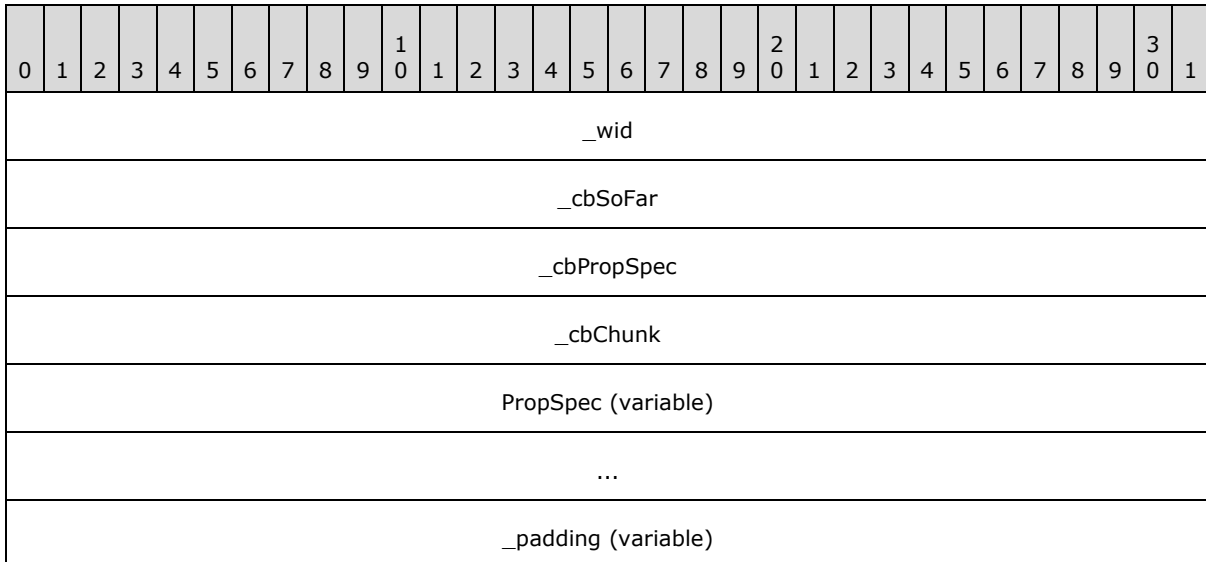 0 1 2 3 4 5 6 7 8 9 1 0 1 2 3 4 5 6 7 8 9 2 0 1 2 3 4 5 6 7 8 9 3 0 1
_wid
_cbSoFar
_cbPropSpec
_cbChunk
PropSpec (variable)
...
_padding (variable)